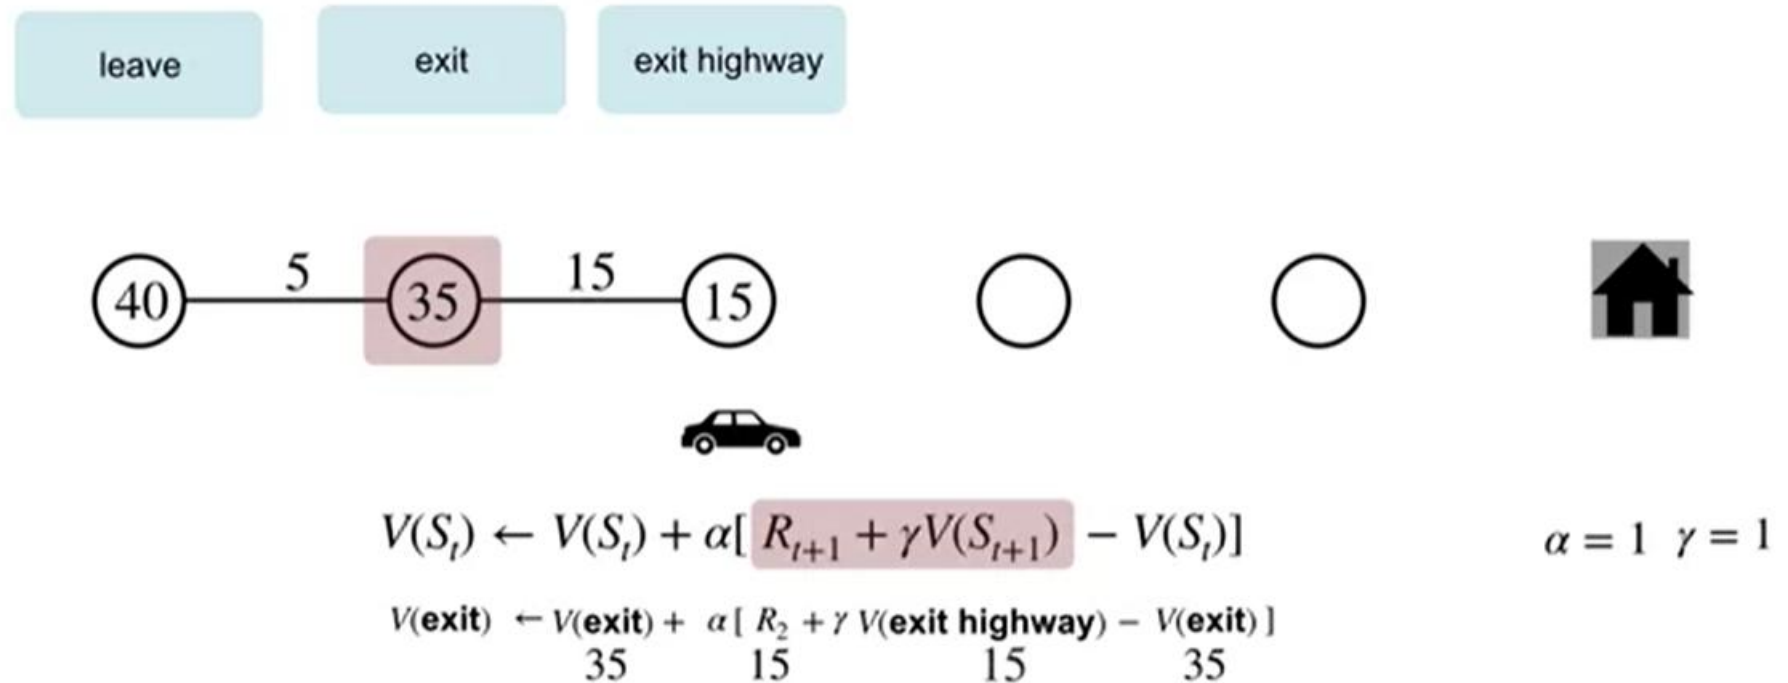 leave exit exit highway
5 15
40 35 15
V(S_t) ← V(S_t) + α[ R_{t+1} + γV(S_{t+1}) − V(S_t)] α = 1 γ = 1
V(exit) ← V(exit) + α [ R_2 + γ V(exit highway) − V(exit) ]
35 15 15 35